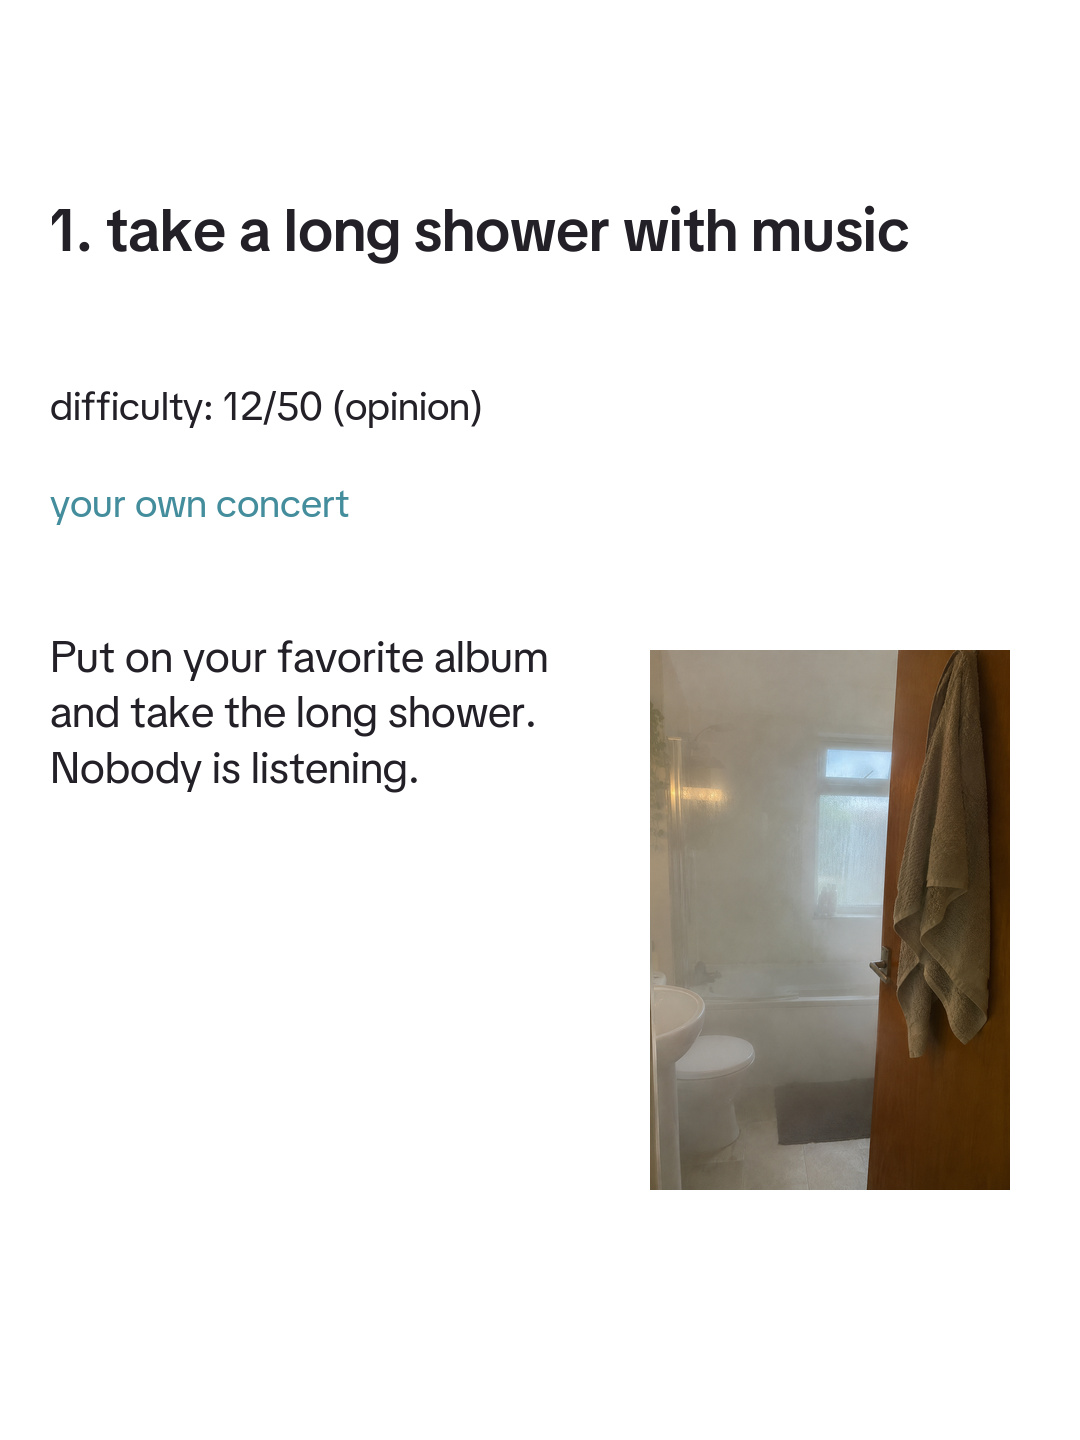 1. take a long shower with music
difficulty: 12/50 (opinion)
your own concert
Put on your favorite album
and take the long shower.
Nobody is listening.